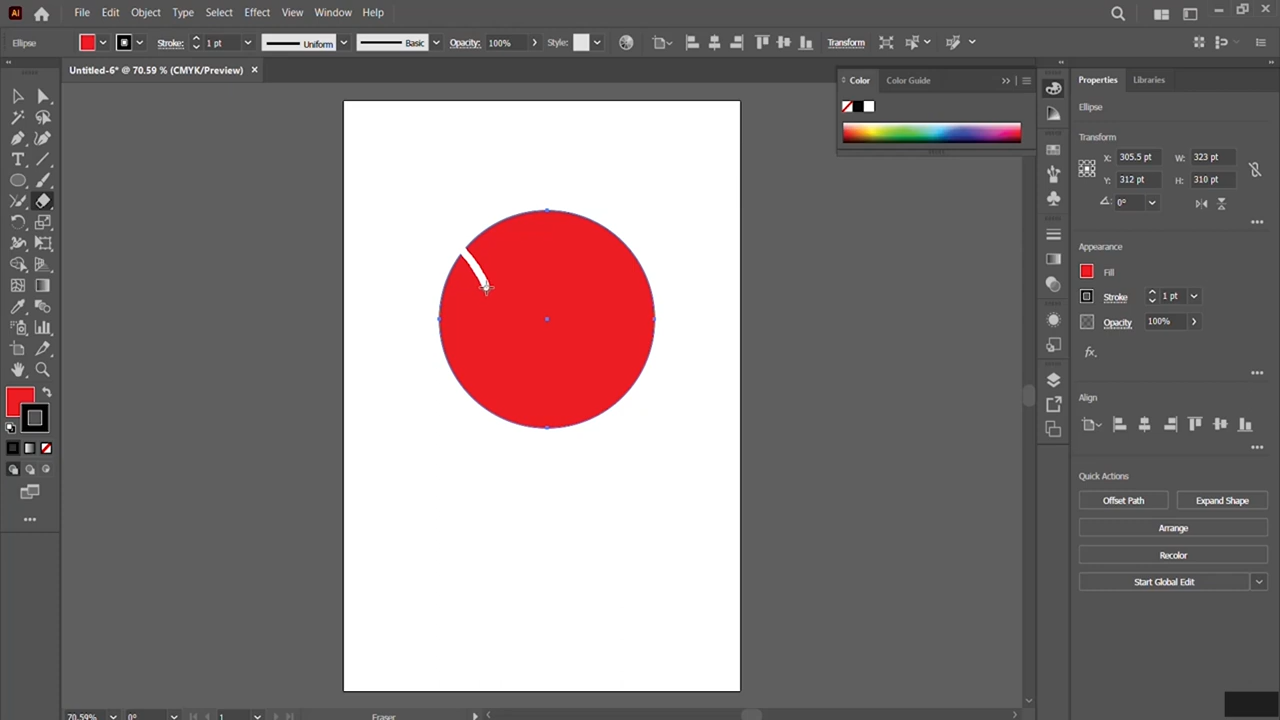 Ai File Edit Object Type Select Effect View Window Help
Ellipse Stroke: 1 pt Uniform Basic Opacity: 100% Style: Transform
Untitled-6* @ 70.59 % (CMYK/Preview) ×
Color Color Guide
Properties Libraries
Ellipse
Transform
X: 305.5 pt W: 323 pt
Y: 312 pt H: 310 pt
0°
Appearance
Fill
Stroke 1 pt
Opacity 100%
fx.
Align
Quick Actions
Offset Path Expand Shape
Arrange
Recolor
Start Global Edit
70.59% 0° 1 Eraser